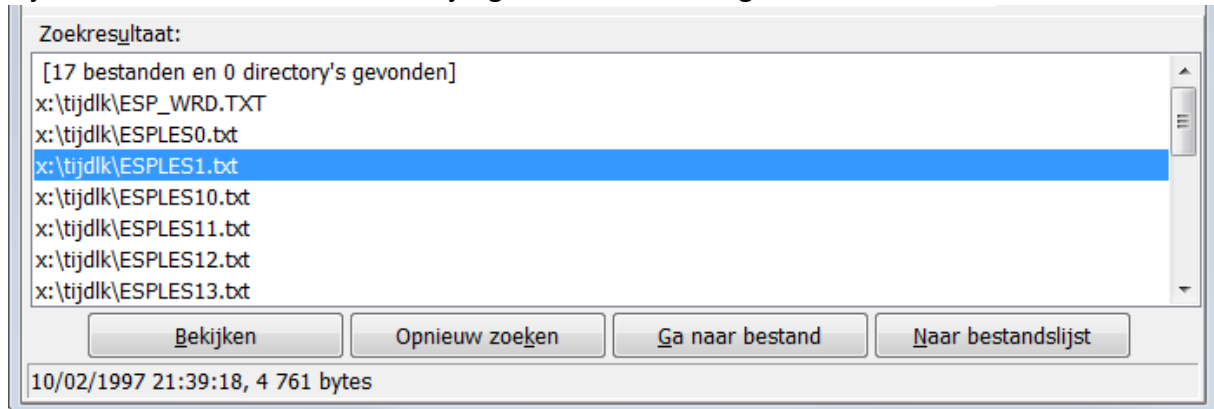 Zoekresultaat:
[17 bestanden en 0 directory's gevonden]
x:\tijdlk\ESP_WRD.TXT
x:\tijdlk\ESPLES0.txt
x:\tijdlk\ESPLES1.txt
x:\tijdlk\ESPLES10.txt
x:\tijdlk\ESPLES11.txt
x:\tijdlk\ESPLES12.txt
x:\tijdlk\ESPLES13.txt
Bekijken Opnieuw zoeken Ga naar bestand Naar bestandslijst
10/02/1997 21:39:18, 4 761 bytes